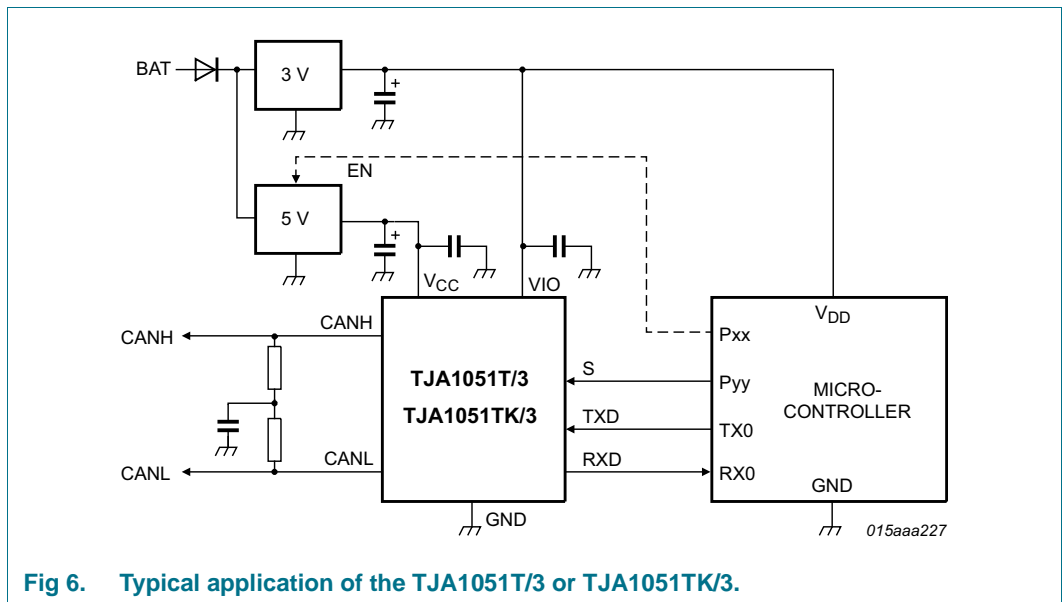 BAT
3 V
+
EN
5 V
+
VCC
VIO
VDD
CANH
CANH
Pxx
TJA1051T/3
TJA1051TK/3
S
Pyy
MICRO-
CONTROLLER
TXD
TX0
CANL
CANL
RXD
RX0
GND
GND
015aaa227
Fig 6. Typical application of the TJA1051T/3 or TJA1051TK/3.